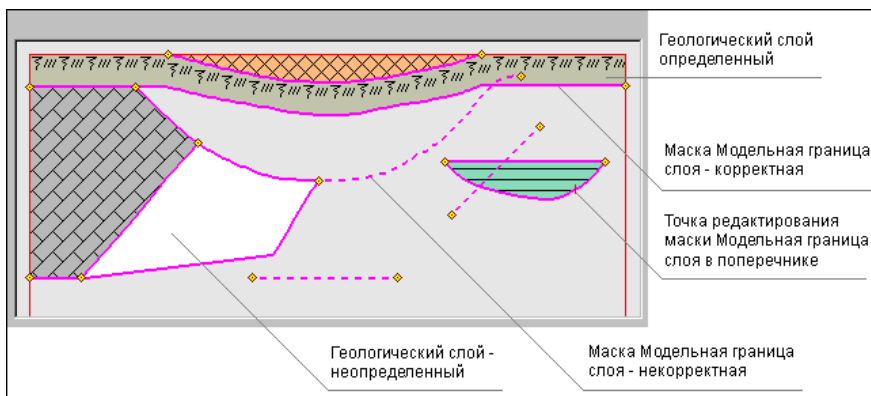 Геологический слой
определенный
Маска Модельная граница
слоя - корректная
Точка редактирования
маски Модельная граница
слоя в поперечнике
Геологический слой -
неопределенный
Маска Модельная граница
слоя - некорректная